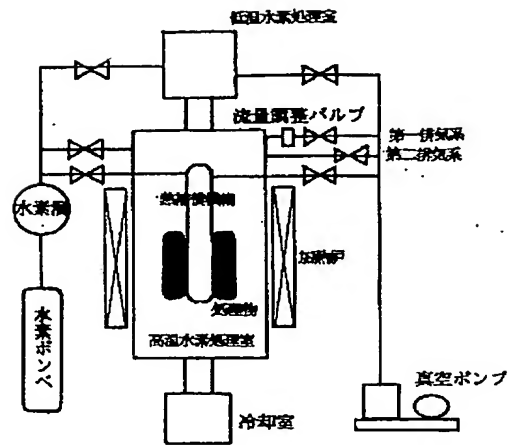 低温水素処理室
流量調整バルブ
第一排気系
第二排気系
水素溜
加熱炉
処理物
水素ボンベ
高温水素処理室
冷却室
真空ポンプ